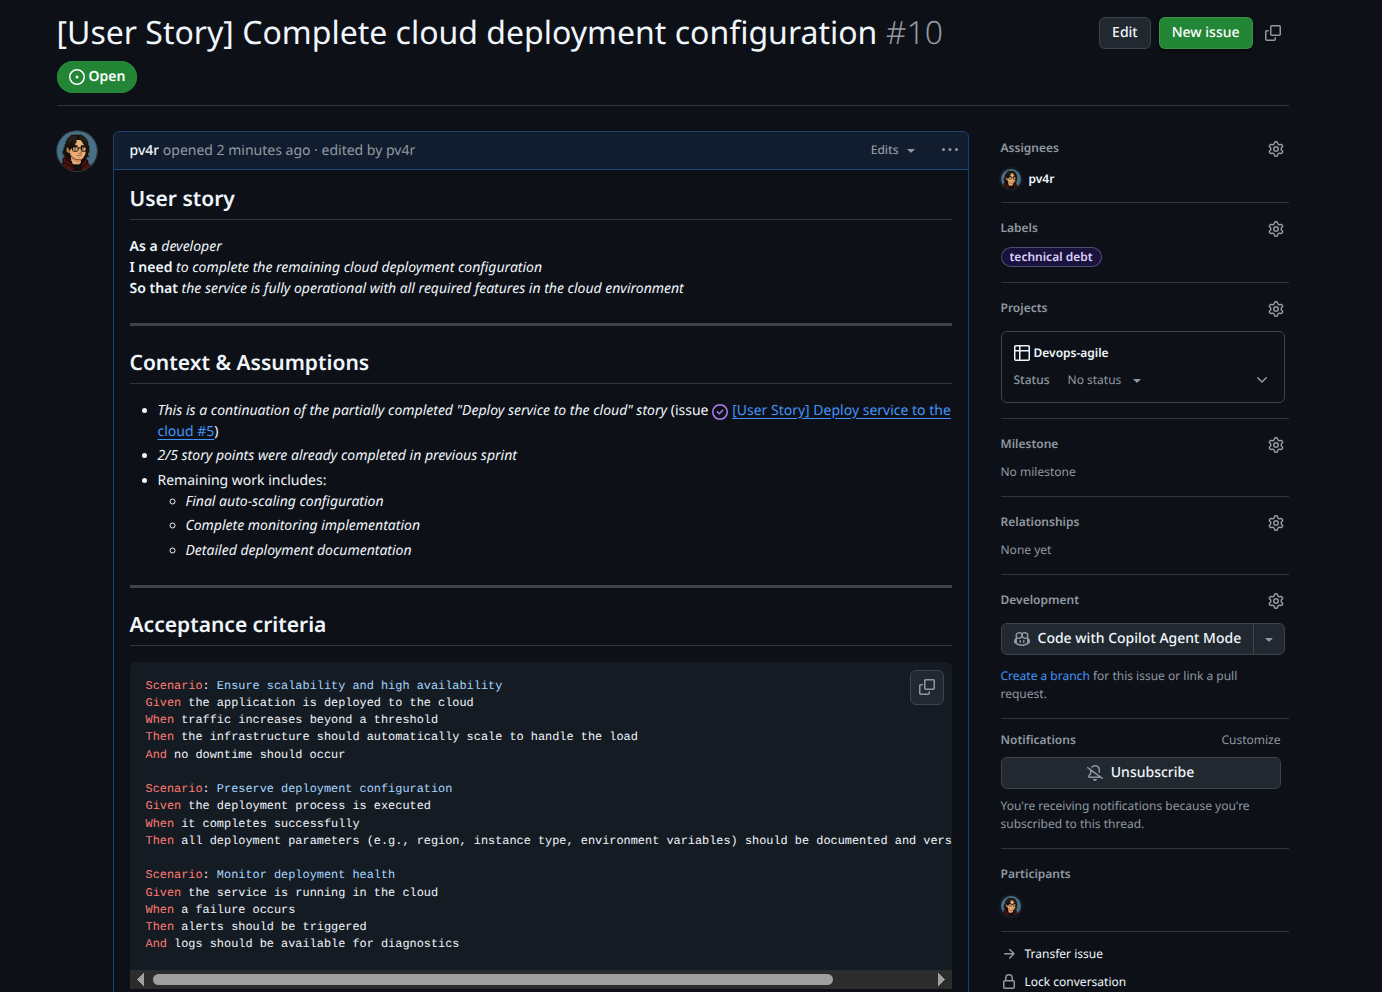 [User Story] Complete cloud deployment configuration #10
Edit
New issue
Open
pv4r opened 2 minutes ago · edited by pv4r
Edits
User story
As a developer
I need to complete the remaining cloud deployment configuration
So that the service is fully operational with all required features in the cloud environment
Context & Assumptions
This is a continuation of the partially completed "Deploy service to the cloud" story (issue [User Story] Deploy service to the
cloud #5)
2/5 story points were already completed in previous sprint
Remaining work includes:
Final auto-scaling configuration
Complete monitoring implementation
Detailed deployment documentation
Acceptance criteria
Scenario: Ensure scalability and high availability
Given the application is deployed to the cloud
When traffic increases beyond a threshold
Then the infrastructure should automatically scale to handle the load
And no downtime should occur
Scenario: Preserve deployment configuration
Given the deployment process is executed
When it completes successfully
Then all deployment parameters (e.g., region, instance type, environment variables) should be documented and vers
Scenario: Monitor deployment health
Given the service is running in the cloud
When a failure occurs
Then alerts should be triggered
And logs should be available for diagnostics
Assignees
pv4r
Labels
technical debt
Projects
Devops-agile
Status No status
Milestone
No milestone
Relationships
None yet
Development
Code with Copilot Agent Mode
Create a branch for this issue or link a pull
request.
Notifications
Customize
Unsubscribe
You're receiving notifications because you're
subscribed to this thread.
Participants
Transfer issue
Lock conversation